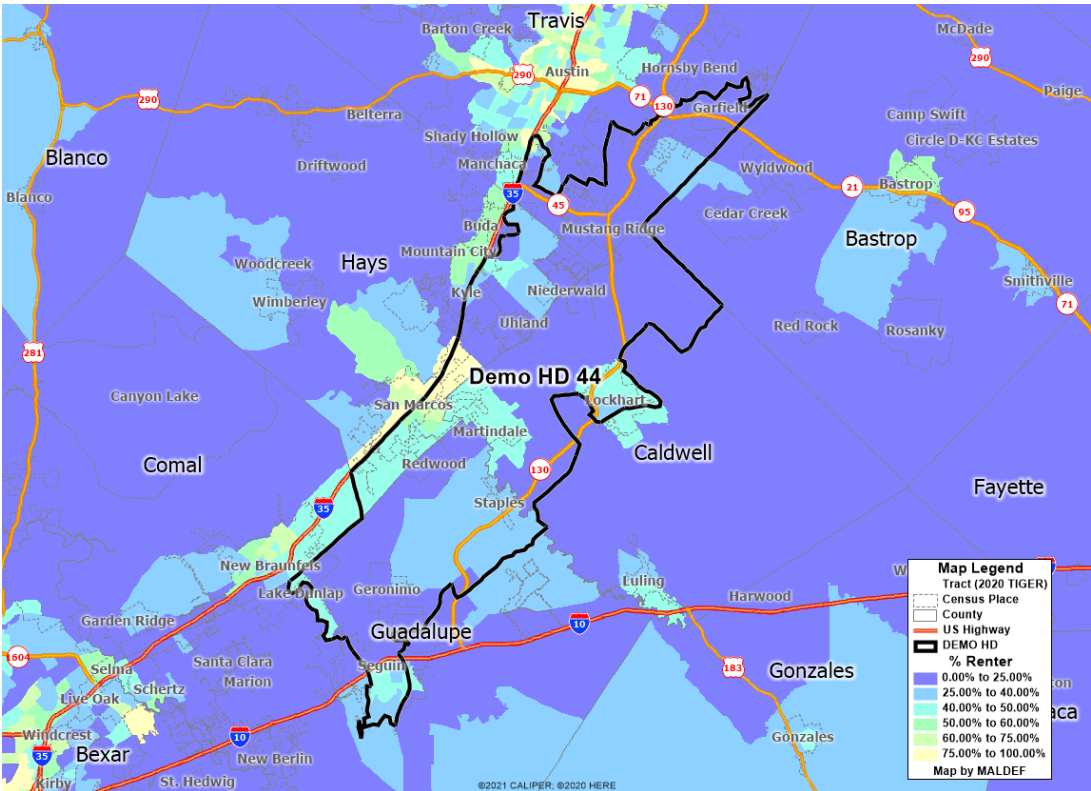 Travis
Barton Creek
McDade
290
Austin
290
Hornsby Bend
71
130
290
Paige
Belterra
Garfield
Camp Swift
Shady Hollow
Circle D-KC Estates
Blanco
Driftwood
Manchaca
Wyldwood
Blanco
35
21
Bastrop
45
Cedar Creek
95
Buda
Mustang Ridge
Bastrop
Hays
Mountain City
Woodcreek
Kyle
Niederwald
Smithville
Wimberley
71
Uhland
Red Rock
Rosanky
281
Demo HD 44
Canyon Lake
San Marcos
Lockhart
Martindale
Comal
Redwood
130
Caldwell
Fayette
Staples
35
New Braunfels
Luling
Lake Dunlap
Geronimo
Harwood
W
Garden Ridge
10
Guadalupe
1604
Selma
Santa Clara
Seguin
183
Gonzales
Marion
Schertz
Live Oak
Windcrest
10
Gonzales
35
Bexar
New Berlin
Kirby
St. Hedwig
ton
aca
Map Legend
Tract (2020 TIGER)
Census Place
County
US Highway
DEMO HD
% Renter
0.00% to 25.00%
25.00% to 40.00%
40.00% to 50.00%
50.00% to 60.00%
60.00% to 75.00%
75.00% to 100.00%
Map by MALDEF
©2021 CALIPER; ©2020 HERE